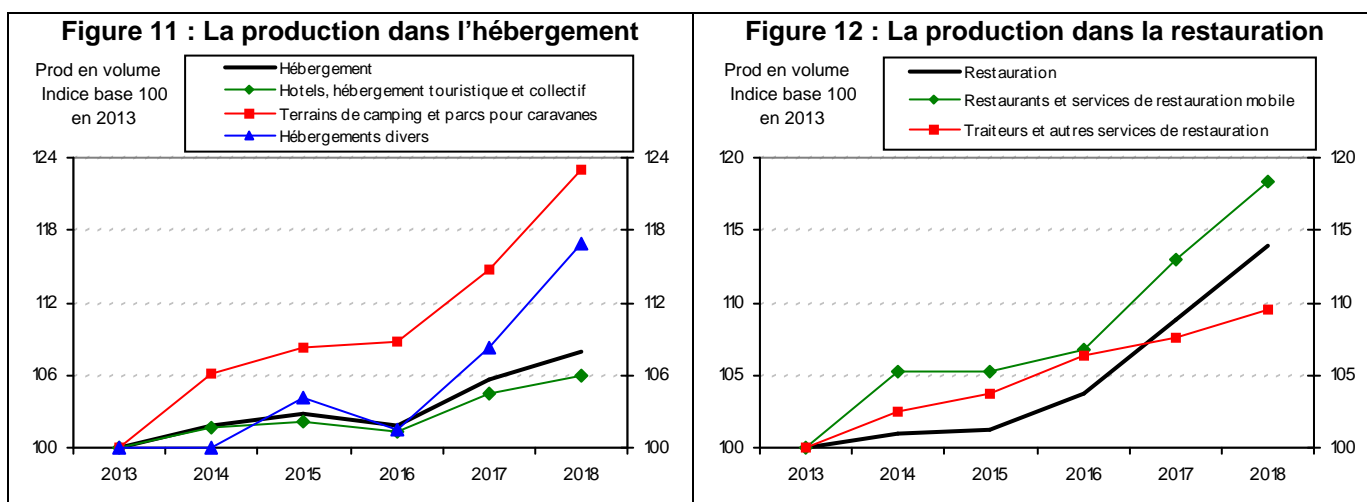 Figure 11 : La production dans l'hébergement
Prod en volume
Indice base 100
en 2013
Hébergement
Hotels, hébergement touristique et collectif
Terrains de camping et parcs pour caravanes
Hébergements divers
124
124
118
118
112
112
106
106
100
100
2013 2014 2015 2016 2017 2018
Figure 12 : La production dans la restauration
Prod en volume
Indice base 100
en 2013
Restauration
Restaurants et services de restauration mobile
Traiteurs et autres services de restauration
120
120
115
115
110
110
105
105
100
100
2013 2014 2015 2016 2017 2018